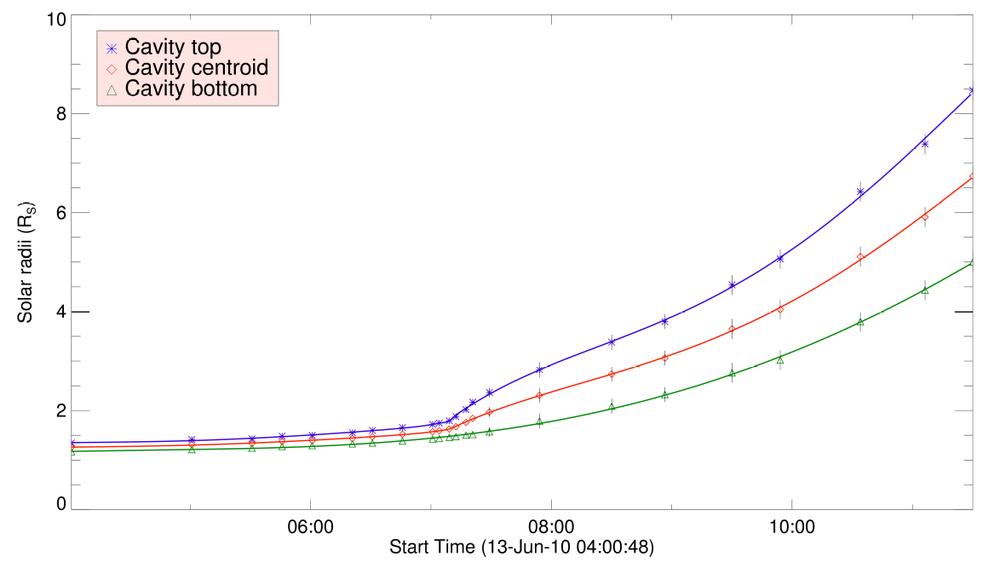 10
8
6
4
2
0
Solar radii (R_S)
Cavity top
Cavity centroid
Cavity bottom
06:00 08:00 10:00
Start Time (13-Jun-10 04:00:48)